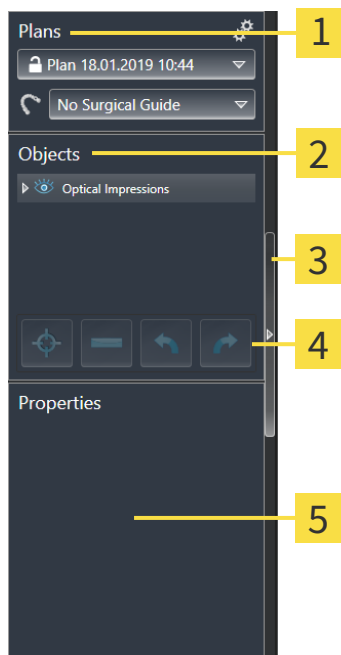 Plans
1
Plan 18.01.2019 10:44
No Surgical Guide
Objects
2
Optical Impressions
3
4
Properties
5